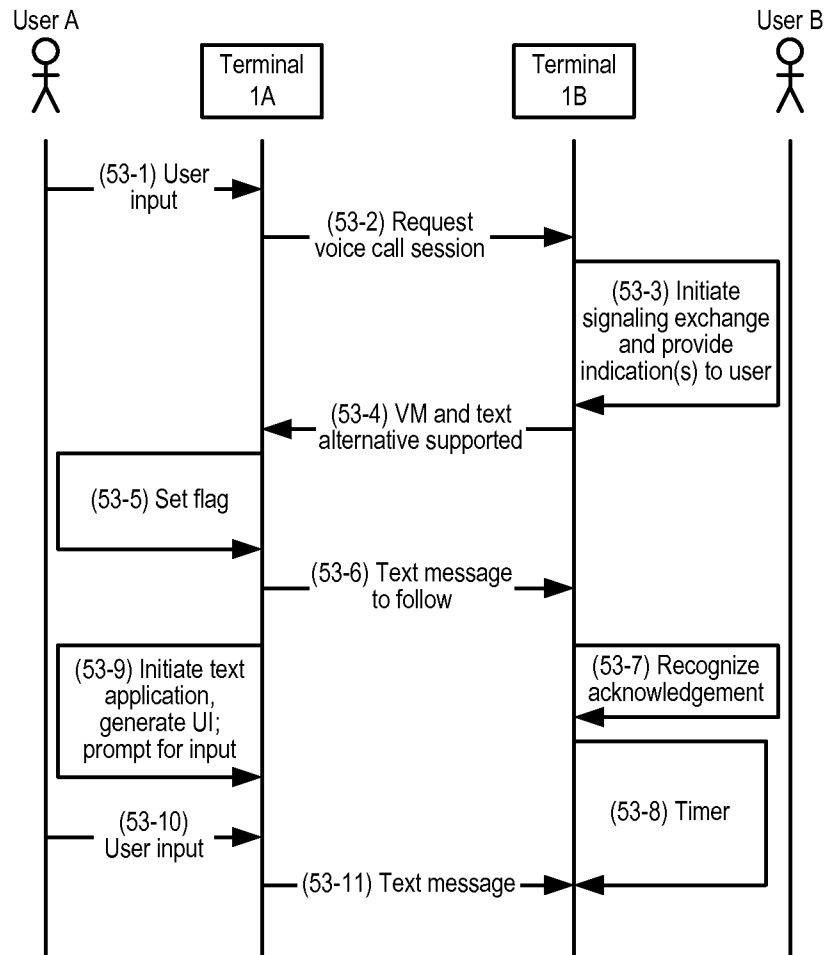 User A
User B
Terminal
1A
Terminal
1B
(53-1) User
input
(53-2) Request
voice call session
(53-3) Initiate
signaling exchange
and provide
indication(s) to user
(53-4) VM and text
alternative supported
(53-5) Set flag
(53-6) Text message
to follow
(53-7) Recognize
acknowledgement
(53-9) Initiate text
application,
generate UI;
prompt for input
(53-8) Timer
(53-10)
User input
(53-11) Text message